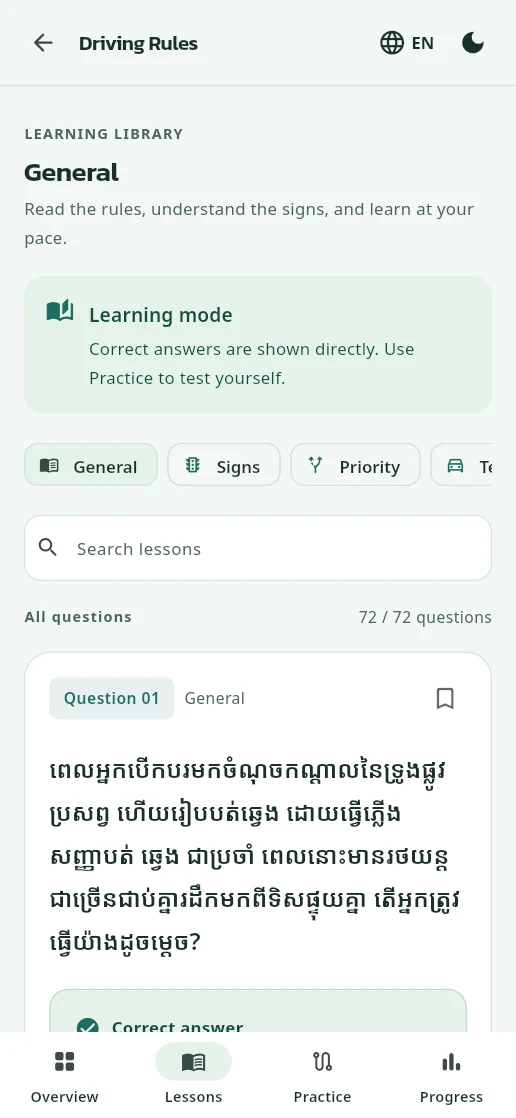 Driving Rules
EN
LEARNING LIBRARY
General
Read the rules, understand the signs, and learn at your
pace.
Learning mode
Correct answers are shown directly. Use
Practice to test yourself.
General
Signs
Priority
Te
Search lessons
All questions
72 / 72 questions
Question 01
General
ពេលអ្នកបើកបរមកចំណុចកណ្តាលនៃទ្រូងផ្លូវ
ប្រសព្វ ហើយរៀបបត់ឆ្វេង ដោយធ្វើភ្លើង
សញ្ញាបត់ ឆ្វេង ជាប្រចាំ ពេលនោះមានរថយន្ត
ជាច្រើនជាប់គ្នារដឹកមកពីទិសផ្ទុយគ្នា តើអ្នកត្រូវ
ធ្វើយ៉ាងដូចម្តេច?
Correct answer
Overview
Lessons
Practice
Progress